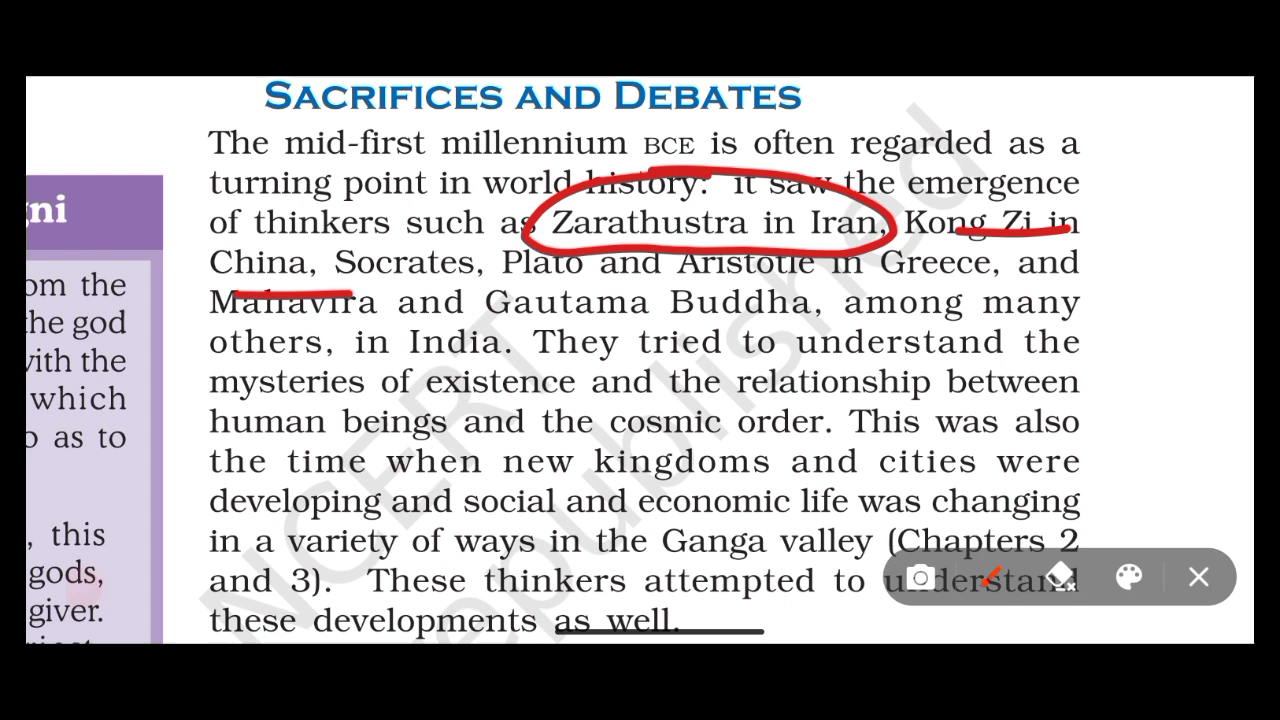 SACRIFICES AND DEBATES
The mid-first millennium BCE is often regarded as a
turning point in world history: it saw the emergence
of thinkers such as Zarathustra in Iran, Kong Zi in
China, Socrates, Plato and Aristotle in Greece, and
Mahavira and Gautama Buddha, among many
others, in India. They tried to understand the
mysteries of existence and the relationship between
human beings and the cosmic order. This was also
the time when new kingdoms and cities were
developing and social and economic life was changing
in a variety of ways in the Ganga valley (Chapters 2
and 3). These thinkers attempted to understand
these developments as well.
gni
om the
the god
with the
which
o as to
, this
gods,
giver.
NCERT
republished